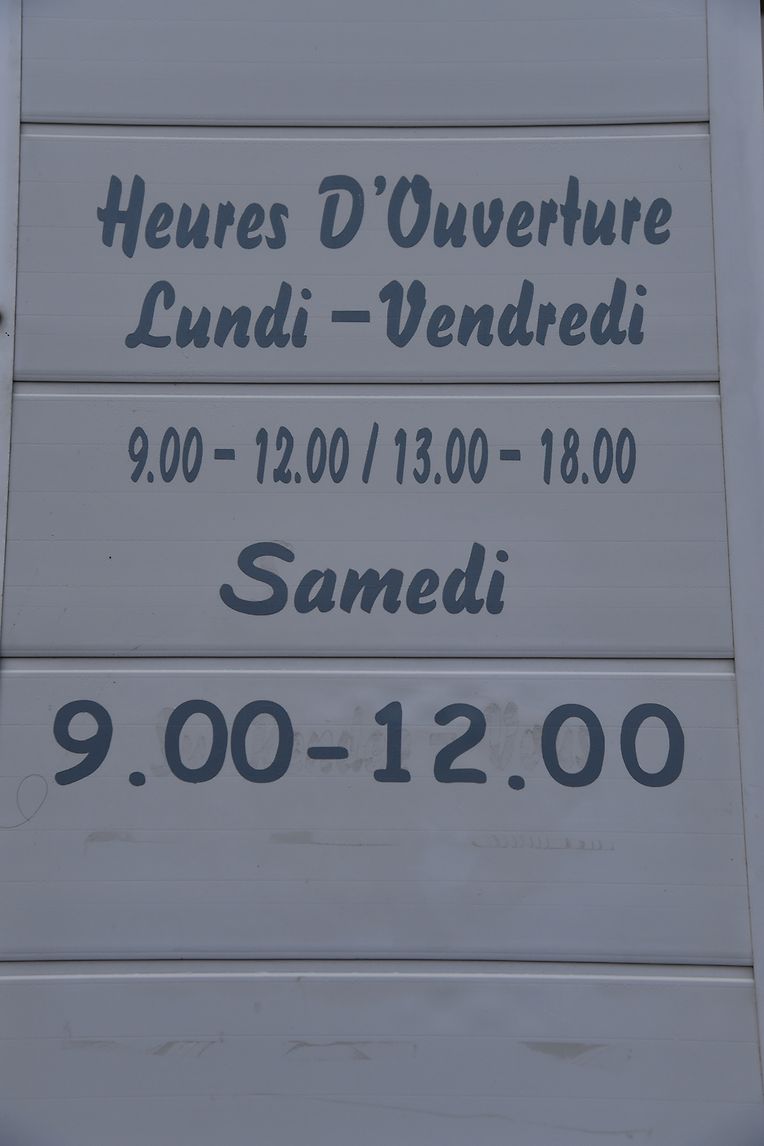 Heures D'Ouverture
Lundi - Vendredi
9.00 - 12.00 / 13.00 - 18.00
Samedi
9.00-12.00